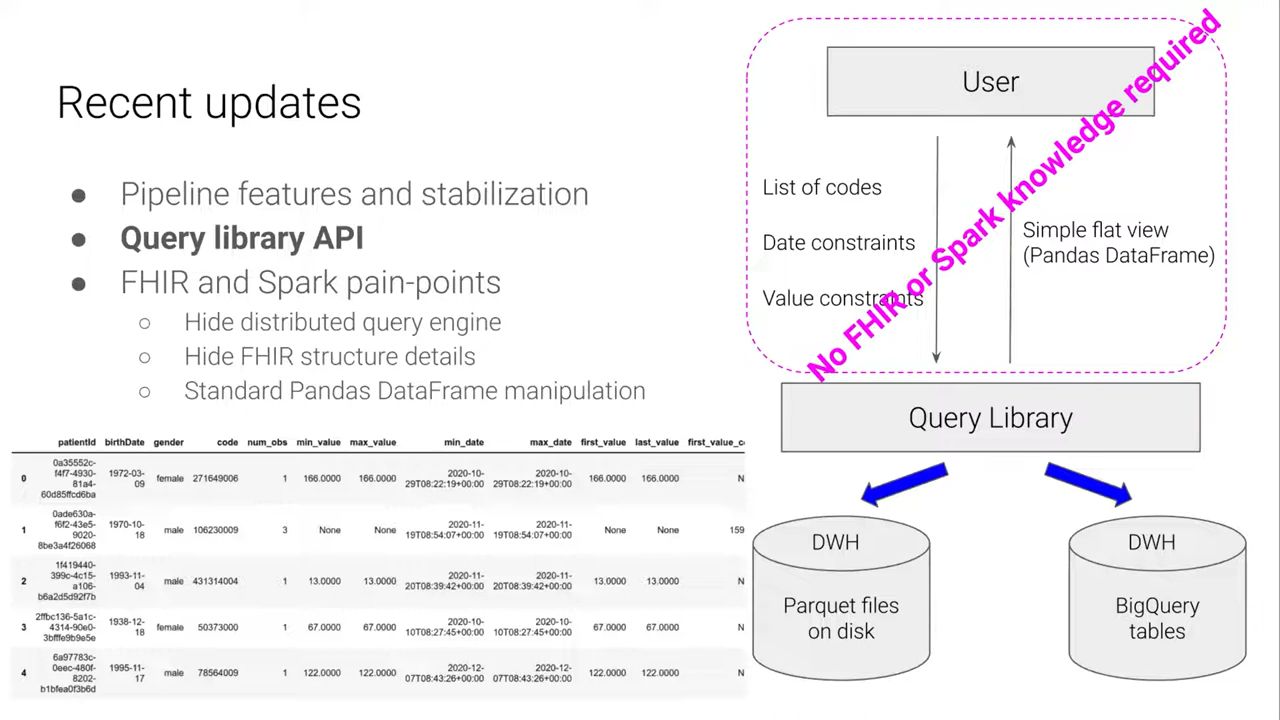 Recent updates
● Pipeline features and stabilization
● Query library API
● FHIR and Spark pain-points
○ Hide distributed query engine
○ Hide FHIR structure details
○ Standard Pandas DataFrame manipulation
patientId birthDate gender code num_obs min_value max_value min_date max_date first_value last_value first_value_c
0 0a35552c-f4f7-4930-81a4-60d85ffcd6ba 1972-03-09 female 271649006 1 166.0000 166.0000 2020-10-29T08:22:19+00:00 2020-10-29T08:22:19+00:00 166.0000 166.0000 N
1 0ade630a-f6f2-43e5-9020-8be3a4f26068 1970-10-18 male 106230009 3 None None 2020-11-19T08:54:07+00:00 2020-11-19T08:54:07+00:00 None None 159
2 1f419440-399c-4c15-a106-b6a2d5d92f7b 1993-11-04 male 431314004 1 13.0000 13.0000 2020-11-20T08:39:42+00:00 2020-11-20T08:39:42+00:00 13.0000 13.0000 N
3 2ffbc136-5a1c-4314-90e0-3bfffe9b9e5e 1938-12-18 female 50373000 1 67.0000 67.0000 2020-10-10T08:27:45+00:00 2020-10-10T08:27:45+00:00 67.0000 67.0000 N
4 6a97783c-0eec-480f-8202-b1bfea0f3b6d 1995-11-17 male 78564009 1 122.0000 122.0000 2020-12-07T08:43:26+00:00 2020-12-07T08:43:26+00:00 122.0000 122.0000 N
User
No FHIR or Spark knowledge required
List of codes
Date constraints
Value constraints
Simple flat view
(Pandas DataFrame)
Query Library
DWH
Parquet files
on disk
DWH
BigQuery
tables